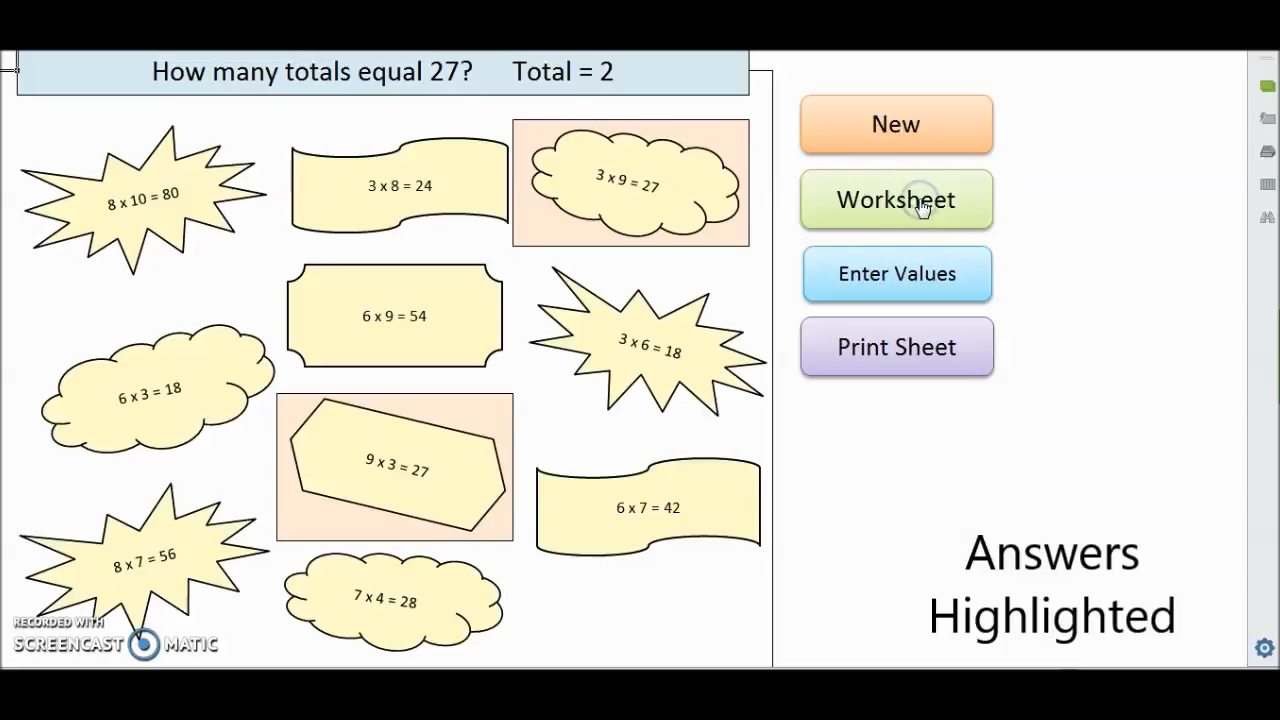 How many totals equal 27? Total = 2
8 x 10 = 80
3 x 8 = 24
3 x 9 = 27
6 x 9 = 54
3 x 6 = 18
6 x 3 = 18
9 x 3 = 27
6 x 7 = 42
8 x 7 = 56
7 x 4 = 28
New
Worksheet
Enter Values
Print Sheet
Answers
Highlighted
RECORDED WITH
SCREENCAST MATIC